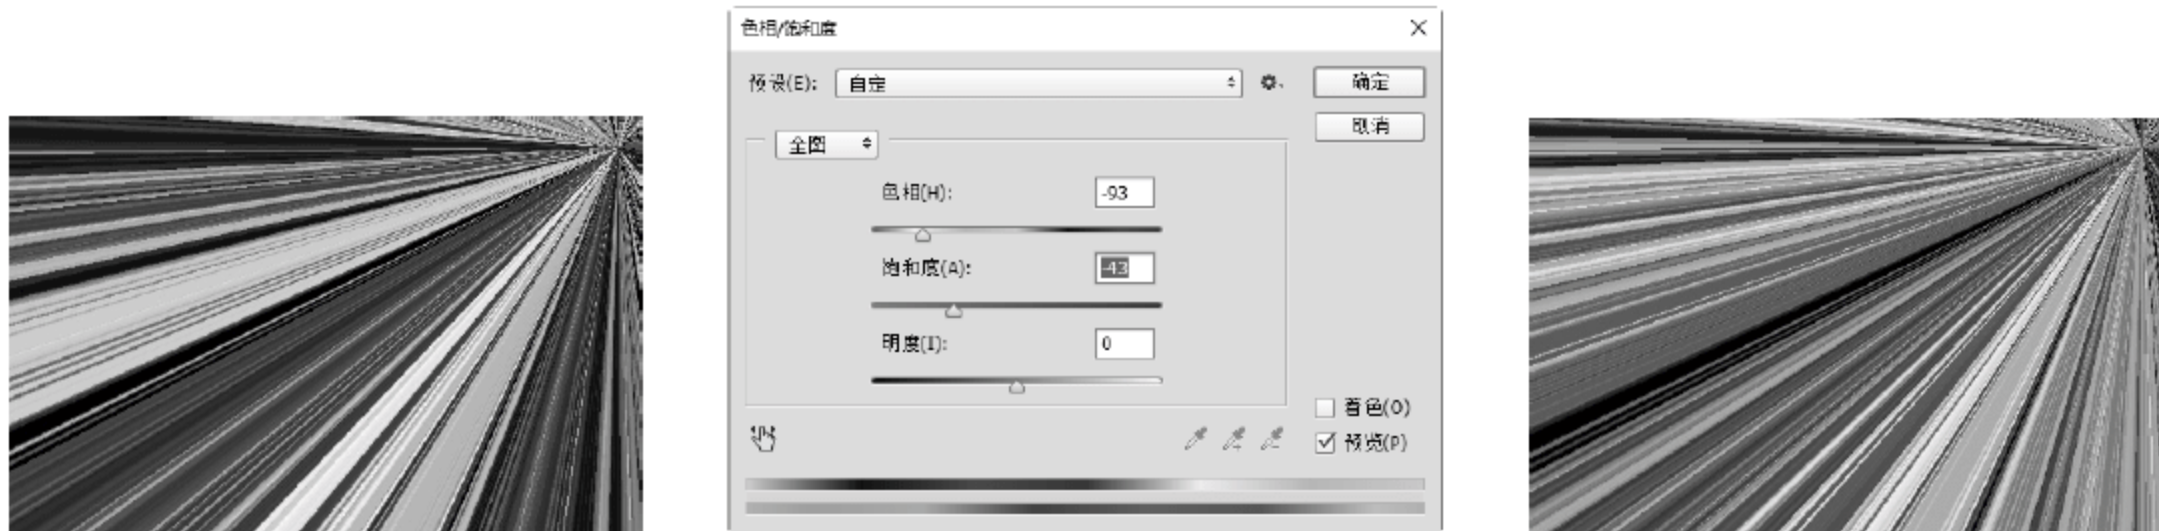 色相/饱和度
预设(E): 自定 确定
取消
全图
色相(H): -93
饱和度(A): -43
明度(I): 0
着色(O)
预览(P)